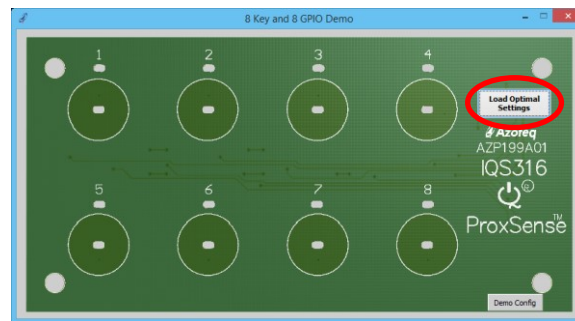 8 Key and 8 GPIO Demo
1 2 3 4
Load Optimal
Settings
Azoteq
AZP199A01
IQS316
5 6 7 8
ProxSense™
Demo Config